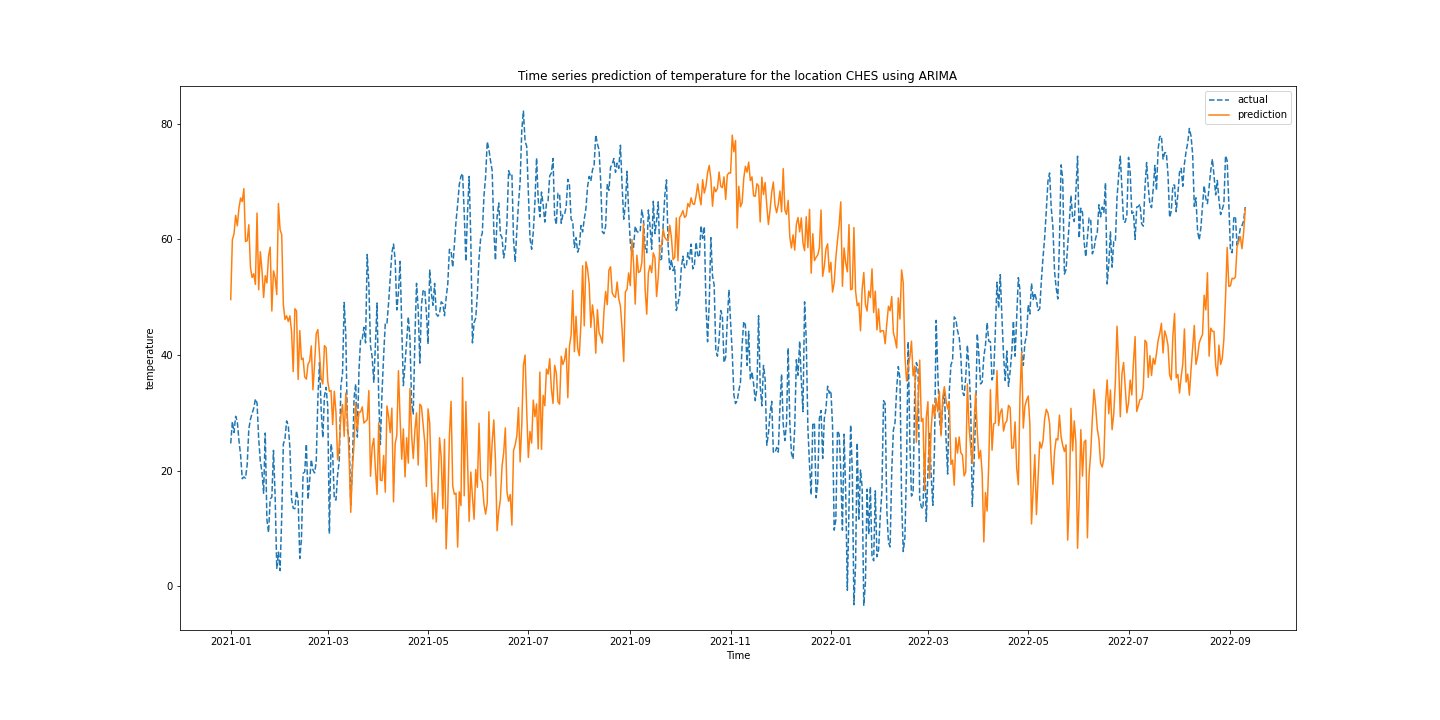 Time series prediction of temperature for the location CHES using ARIMA
actual
prediction
80
60
40
20
0
temperature
2021-01 2021-03 2021-05 2021-07 2021-09 2021-11 2022-01 2022-03 2022-05 2022-07 2022-09
Time